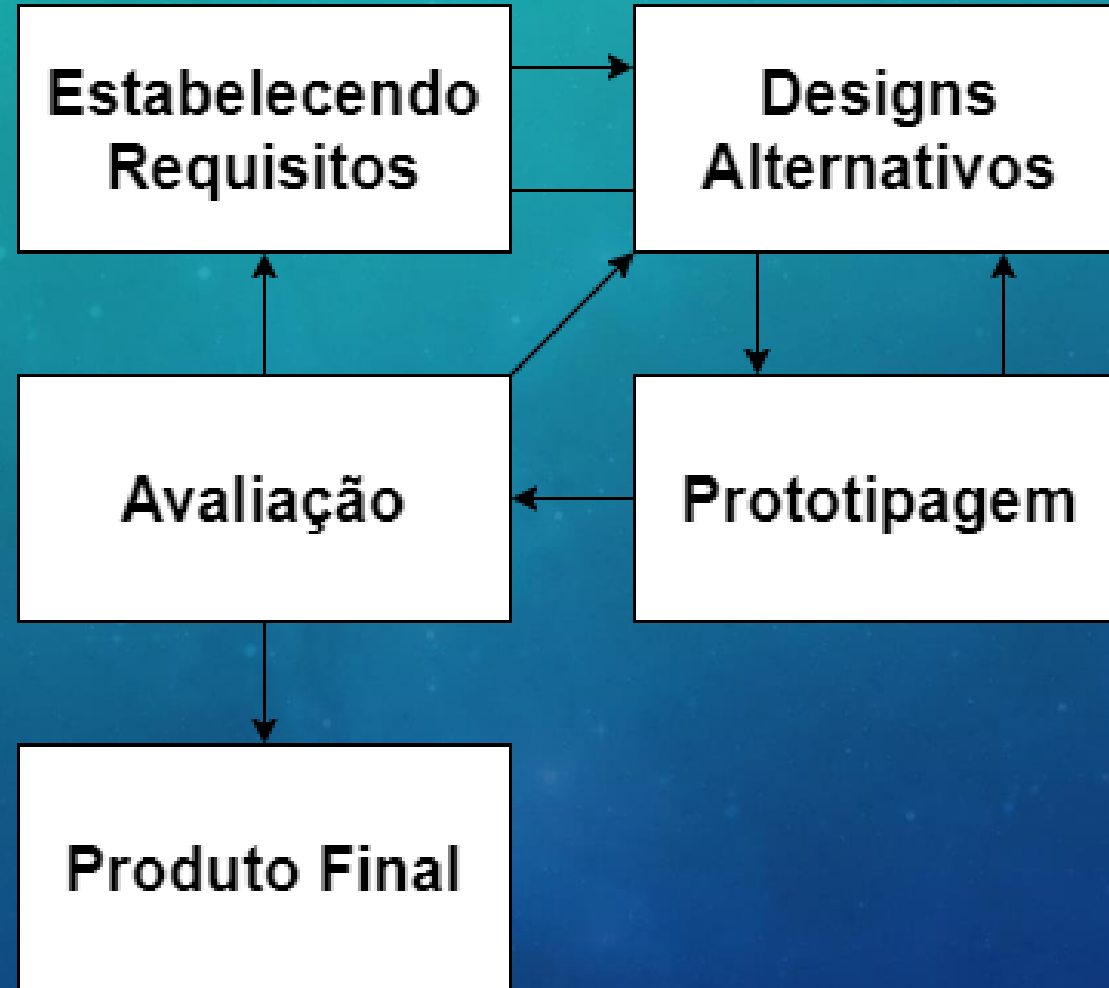 Estabelecendo
Requisitos
Designs
Alternativos
Avaliação
Prototipagem
Produto Final